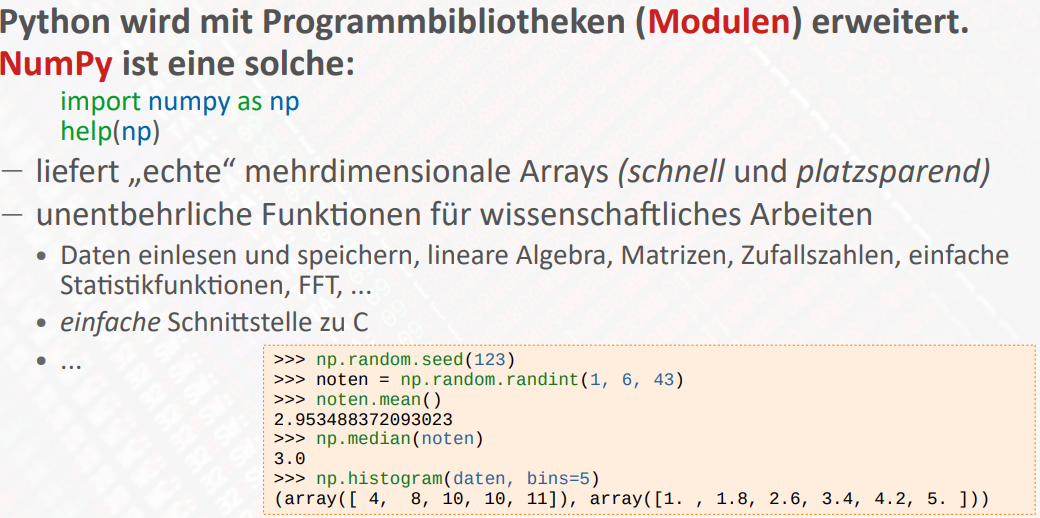 Python wird mit Programmbibliotheken (Modulen) erweitert.
NumPy ist eine solche:
import numpy as np
help(np)
— liefert „echte“ mehrdimensionale Arrays (schnell und platzsparend)
— unentbehrliche Funktionen für wissenschaftliches Arbeiten
• Daten einlesen und speichern, lineare Algebra, Matrizen, Zufallszahlen, einfache
Statistikfunktionen, FFT, ...
• einfache Schnittstelle zu C
• ...
>>> np.random.seed(123)
>>> noten = np.random.randint(1, 6, 43)
>>> noten.mean()
2.953488372093023
>>> np.median(noten)
3.0
>>> np.histogram(daten, bins=5)
(array([ 4,  8, 10, 10, 11]), array([1. , 1.8, 2.6, 3.4, 4.2, 5. ]))